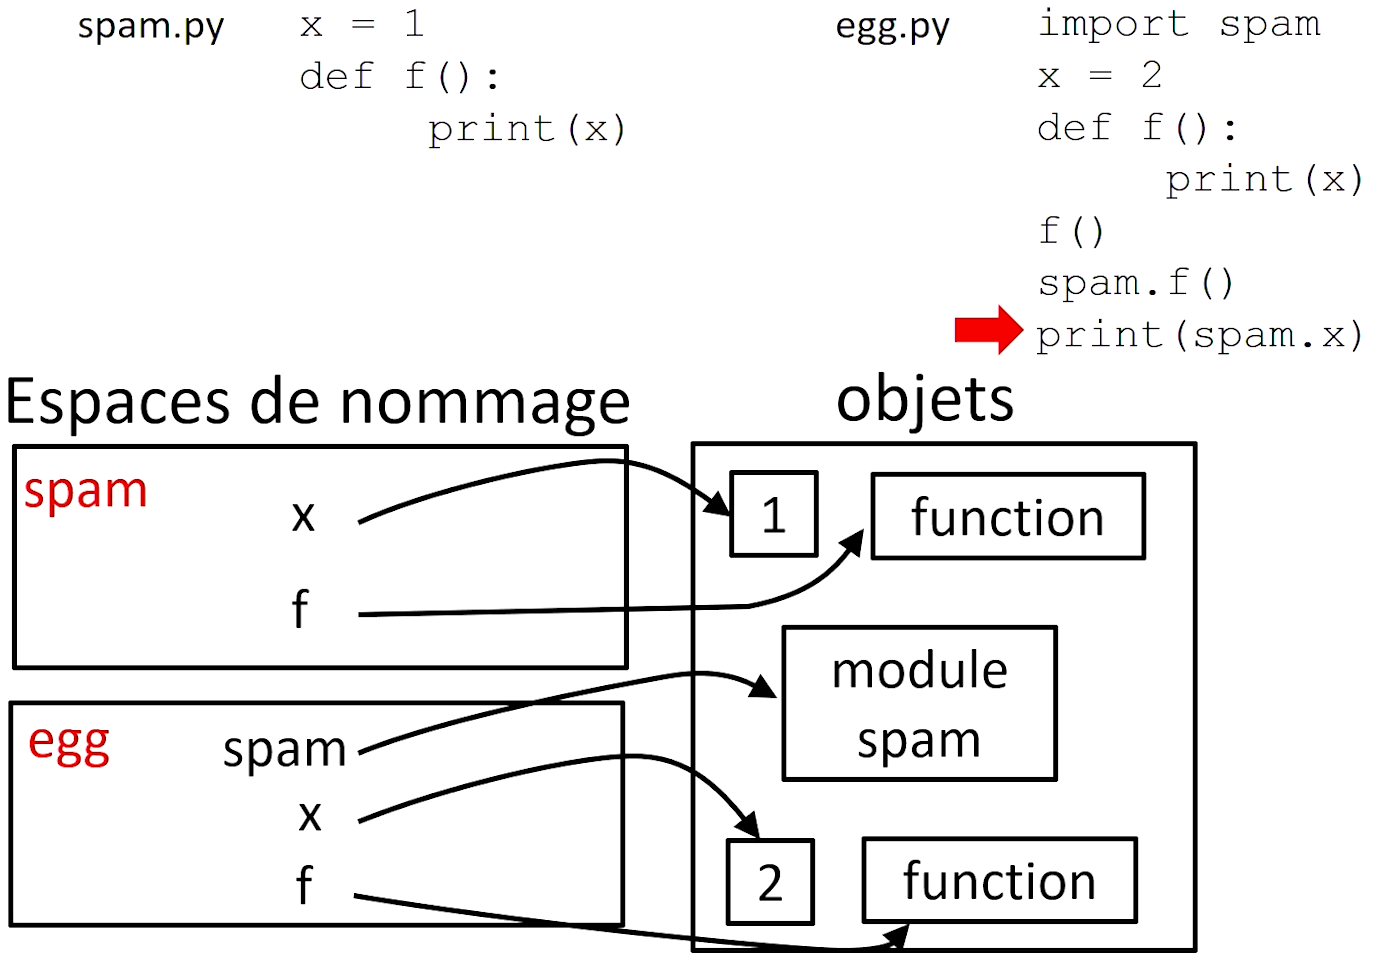 spam.py
x = 1
def f():
print(x)
egg.py
import spam
x = 2
def f():
print(x)
f()
spam.f()
print(spam.x)
Espaces de nommage
objets
spam
x
f
1
function
module
spam
egg
spam
x
f
2
function